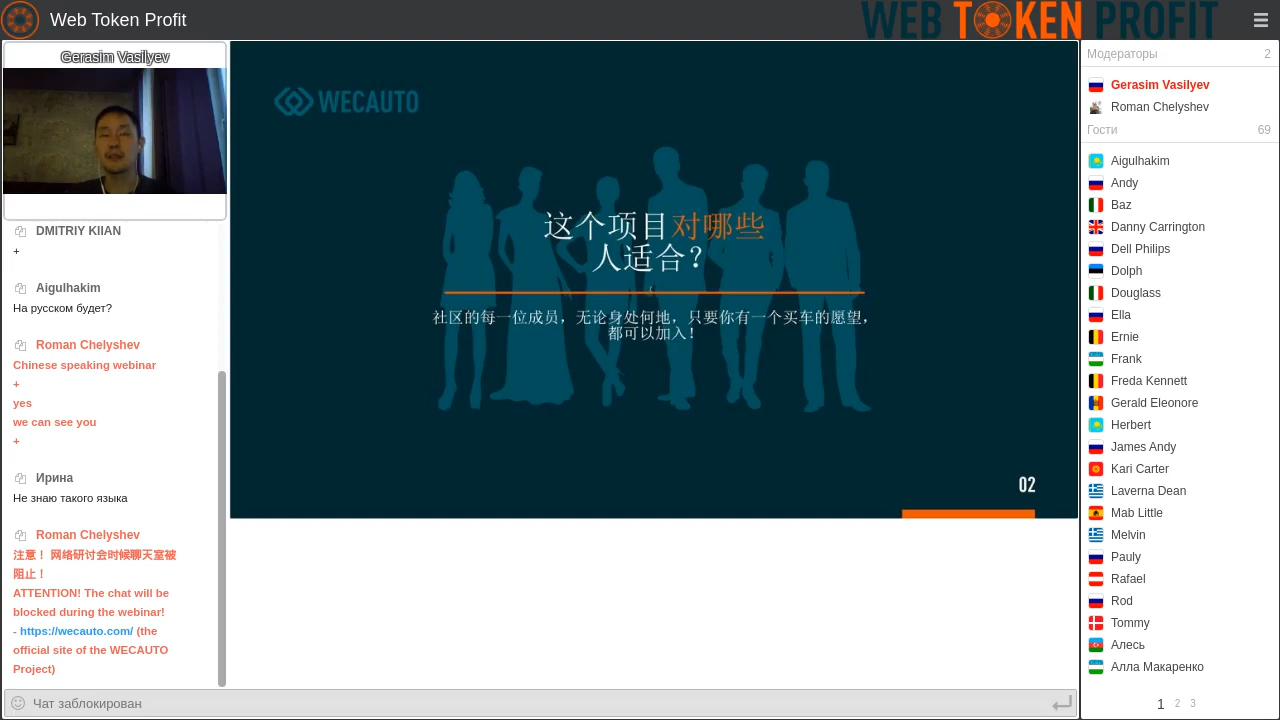 Web Token Profit
WEB TOKEN PROFIT
Gerasim Vasilyev
DMITRIY KIIAN
+
Aigulhakim
На русском будет?
Roman Chelyshev
Chinese speaking webinar
+
yes
we can see you
+
Ирина
Не знаю такого языка
Roman Chelyshev
注意！ 网络研讨会时候聊天室被
阻止！
ATTENTION! The chat will be
blocked during the webinar!
- https://wecauto.com/ (the
official site of the WECAUTO
Project)
Чат заблокирован
WECAUTO
这个项目对哪些
人适合？
社区的每一位成员，无论身处何地，只要你有一个买车的愿望，
都可以加入！
02
Модераторы 2
Gerasim Vasilyev
Roman Chelyshev
Гости 69
Aigulhakim
Andy
Baz
Danny Carrington
Dell Philips
Dolph
Douglass
Ella
Ernie
Frank
Freda Kennett
Gerald Eleonore
Herbert
James Andy
Kari Carter
Laverna Dean
Mab Little
Melvin
Pauly
Rafael
Rod
Tommy
Алесь
Алла Макаренко
1 2 3